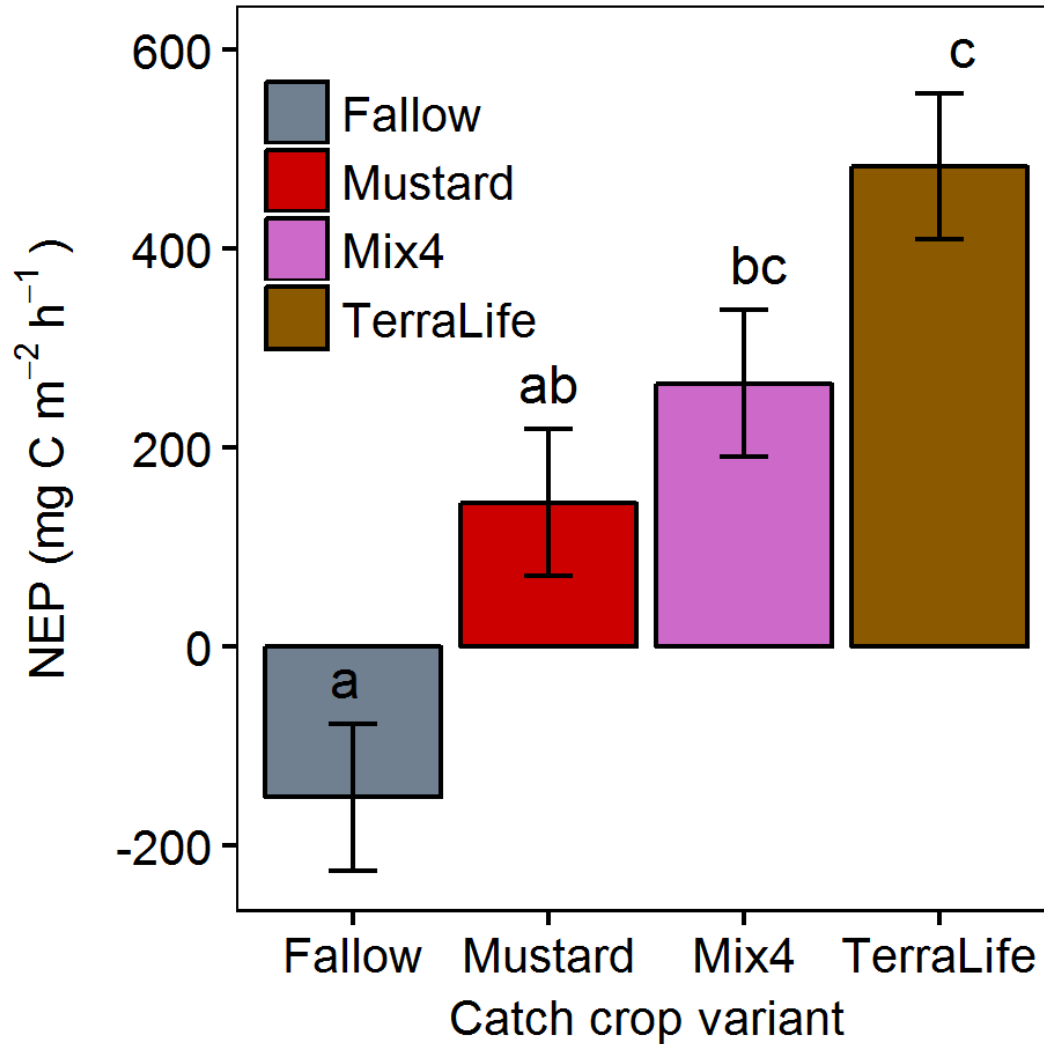 600
400
200
0
-200
NEP (mg C m⁻² h⁻¹ )
Fallow
Mustard
Mix4
TerraLife
a
ab
bc
c
Fallow Mustard Mix4 TerraLife
Catch crop variant